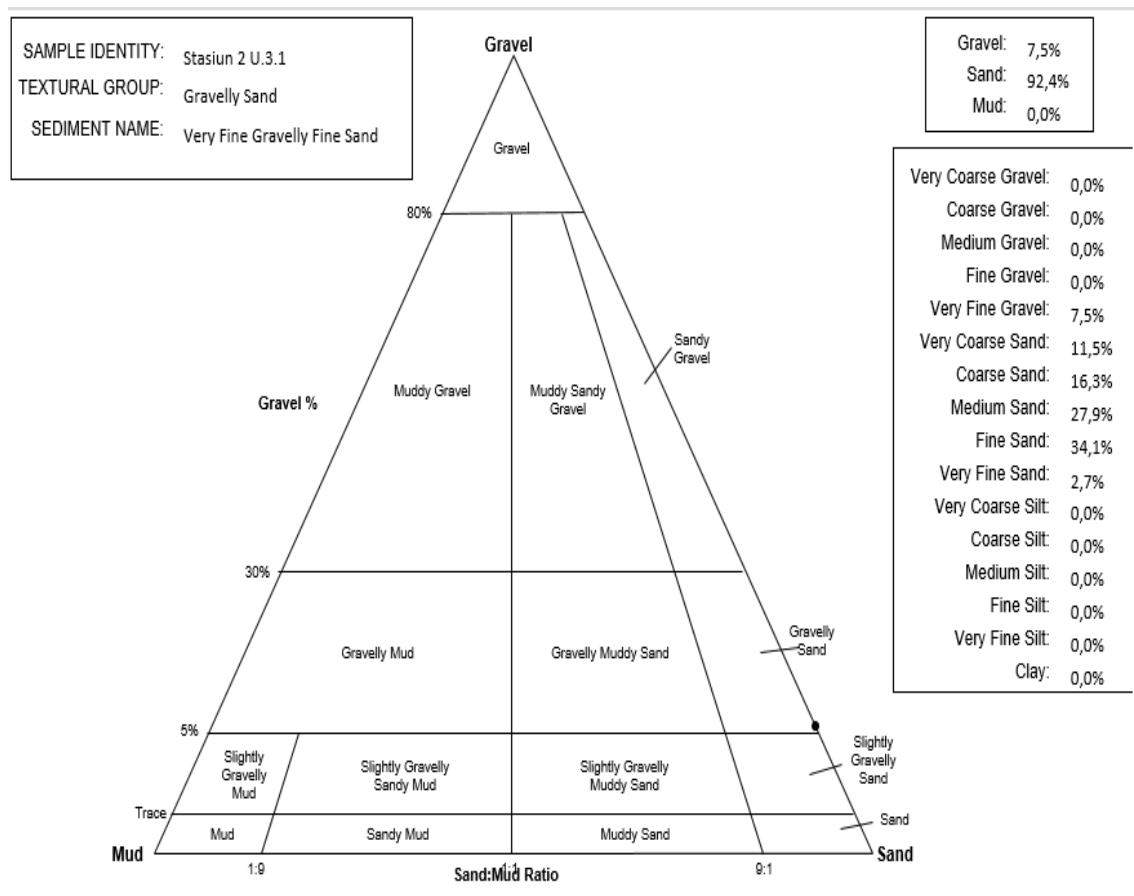 SAMPLE IDENTITY: Stasiun 2 U.3.1
TEXTURAL GROUP: Gravelly Sand
SEDIMENT NAME: Very Fine Gravelly Fine Sand
Gravel: 7,5%
Sand: 92,4%
Mud: 0,0%
Very Coarse Gravel: 0,0%
Coarse Gravel: 0,0%
Medium Gravel: 0,0%
Fine Gravel: 0,0%
Very Fine Gravel: 7,5%
Very Coarse Sand: 11,5%
Coarse Sand: 16,3%
Medium Sand: 27,9%
Fine Sand: 34,1%
Very Fine Sand: 2,7%
Very Coarse Silt: 0,0%
Coarse Silt: 0,0%
Medium Silt: 0,0%
Fine Silt: 0,0%
Very Fine Silt: 0,0%
Clay: 0,0%
Gravel
Gravel
80%
Sandy
Gravel
Muddy Gravel
Muddy Sandy
Gravel
Gravel %
30%
Gravelly Mud
Gravelly Muddy Sand
Gravelly
Sand
5%
Slightly
Gravelly
Mud
Slightly Gravelly
Sandy Mud
Slightly Gravelly
Muddy Sand
Slightly
Gravelly
Sand
Trace
Mud
Sandy Mud
Muddy Sand
Sand
Mud
Sand
1:9
1:1
9:1
Sand:Mud Ratio